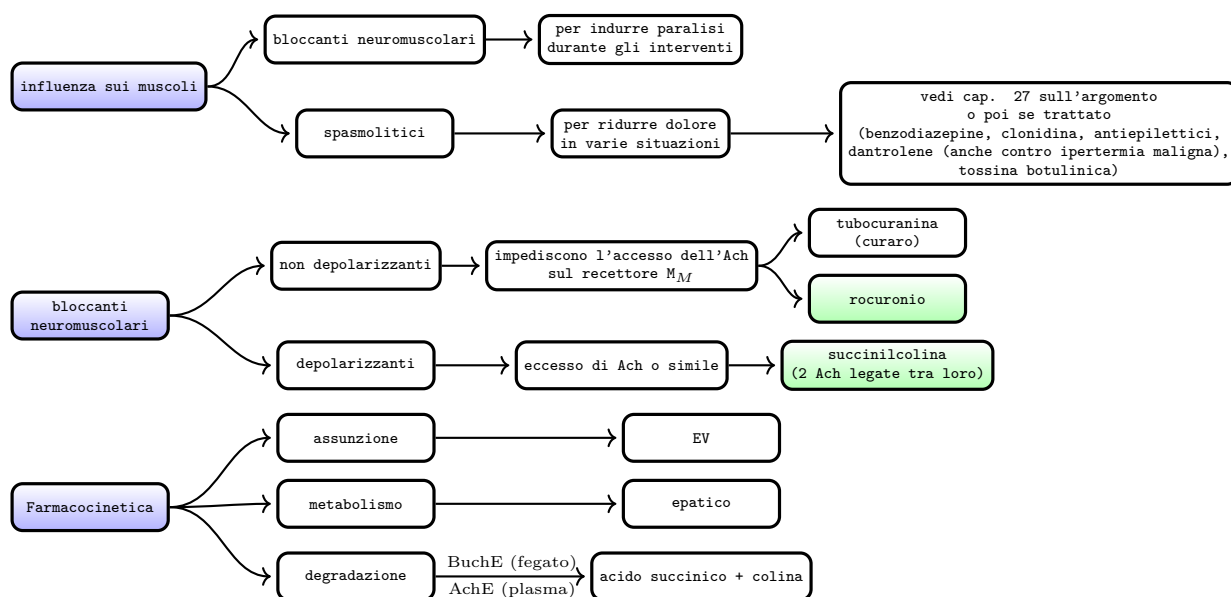 influenza sui muscoli
bloccanti neuromuscolari
per indurre paralisi
durante gli interventi
spasmolitici
per ridurre dolore
in varie situazioni
vedi cap. 27 sull'argomento
o poi se trattato
(benzodiazepine, clonidina, antiepilettici,
dantrolene (anche contro ipertermia maligna),
tossina botulinica)
bloccanti
neuromuscolari
non depolarizzanti
impediscono l'accesso dell'Ach
sul recettore M_M
tubocuranina
(curaro)
rocuronio
depolarizzanti
eccesso di Ach o simile
succinilcolina
(2 Ach legate tra loro)
Farmacocinetica
assunzione
EV
metabolismo
epatico
degradazione
BuchE (fegato)
AchE (plasma)
acido succinico + colina